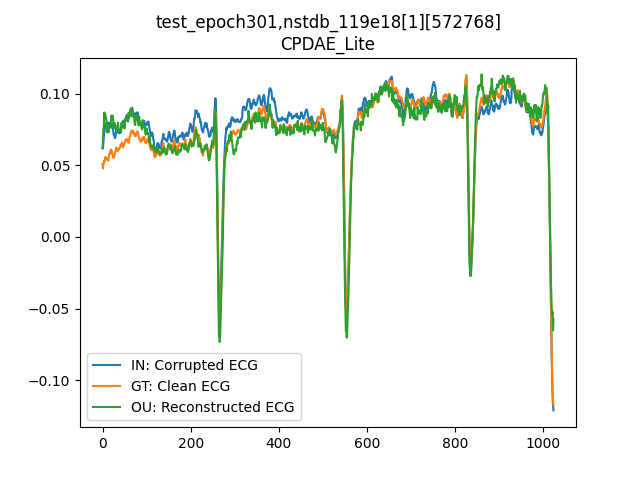 test_epoch301,nstdb_119e18[1][572768]
CPDAE_Lite
0.10
0.05
0.00
−0.05
−0.10
IN: Corrupted ECG
GT: Clean ECG
OU: Reconstructed ECG
0 200 400 600 800 1000